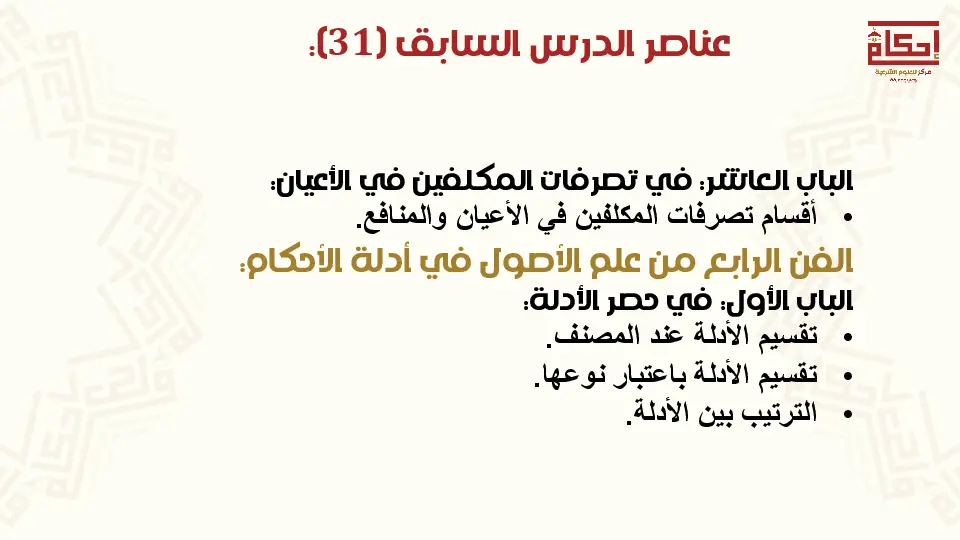 عناصر الدرس السابق (31):
إحكام
مركز للعلوم الشرعية
الباب العاشر: في تصرفات المكلفين في الأعيان:
• أقسام تصرفات المكلفين في الأعيان والمنافع.
الفن الرابع من علم الأصول في أدلة الأحكام:
الباب الأول: في حصر الأدلة:
• تقسيم الأدلة عند المصنف.
• تقسيم الأدلة باعتبار نوعها.
• الترتيب بين الأدلة.